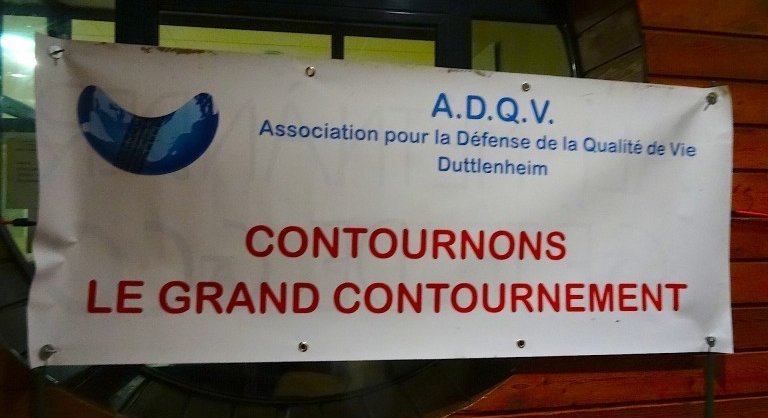 A.D.Q.V.
Association pour la Défense de la Qualité de Vie
Duttlenheim
CONTOURNONS
LE GRAND CONTOURNEMENT